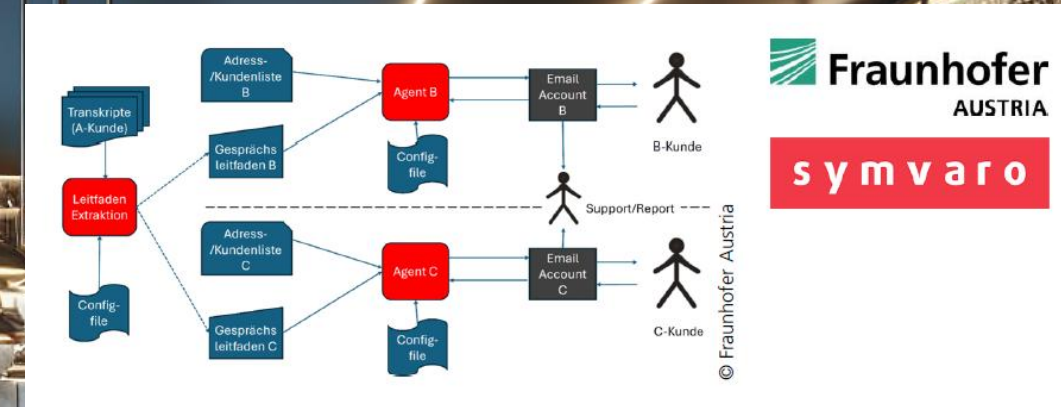 Transkripte
(A-Kunde)
Leitfaden
Extraktion
Config-
file
Adress-
/Kundenliste
B
Gesprächs
leitfaden B
Agent B
Config-
file
Email
Account
B
B-Kunde
Support/Report
Adress-
/Kundenliste
C
Gesprächs
leitfaden C
Agent C
Config-
file
Email
Account
C
C-Kunde
© Fraunhofer Austria
Fraunhofer
AUSTRIA
symvaro